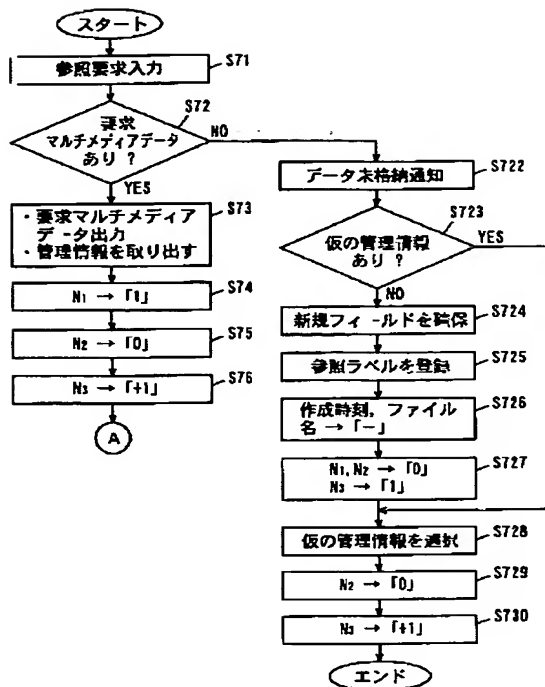 スタート
参照要求入力
S71
要求
マルチメディアデータ
あり ?
S72
NO
YES
・要求マルチメディア
データ出力
・管理情報を取り出す
S73
N1 → 「1」
S74
N2 → 「0」
S75
N3 → 「+1」
S76
A
データ未格納通知
S722
仮の管理情報
あり ?
S723
YES
NO
新規フィールドを確保
S724
参照ラベルを登録
S725
作成時刻, ファイル
名 → 「-」
S726
N1, N2 → 「0」
N3 → 「1」
S727
仮の管理情報を選択
S728
N2 → 「0」
S729
N3 → 「+1」
S730
エンド